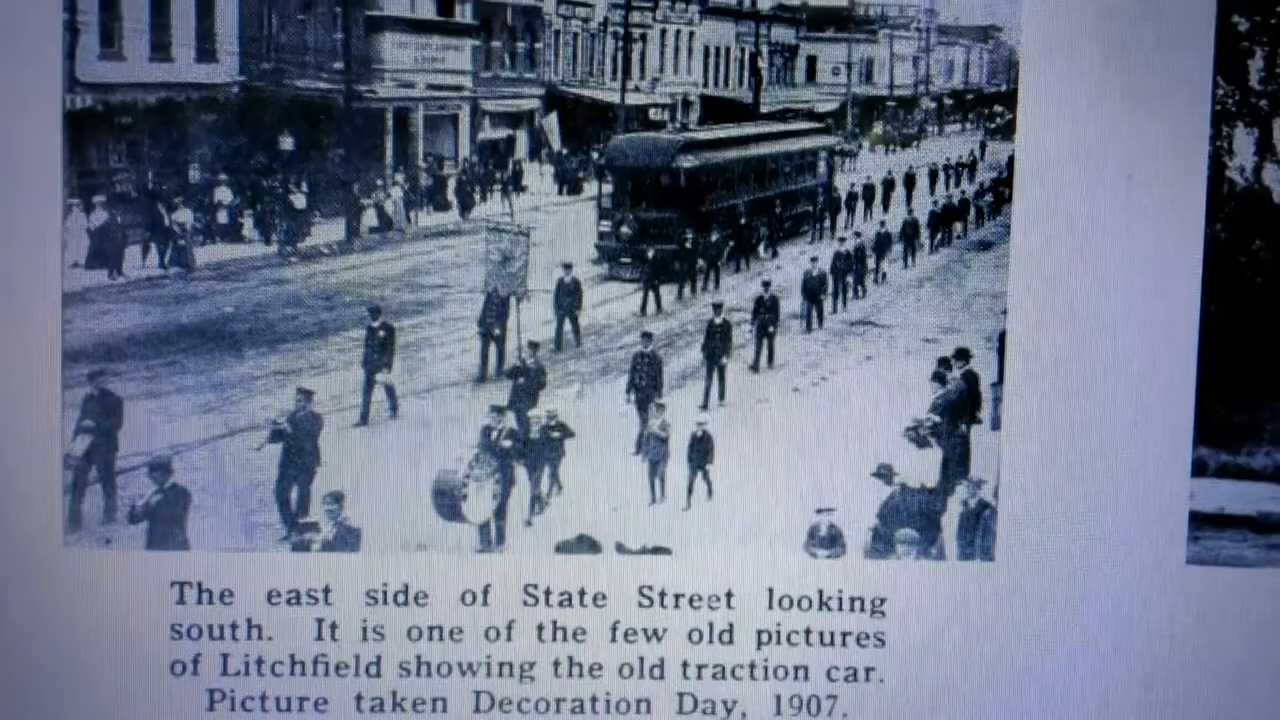 The east side of State Street looking
south. It is one of the few old pictures
of Litchfield showing the old traction car.
Picture taken Decoration Day, 1907.